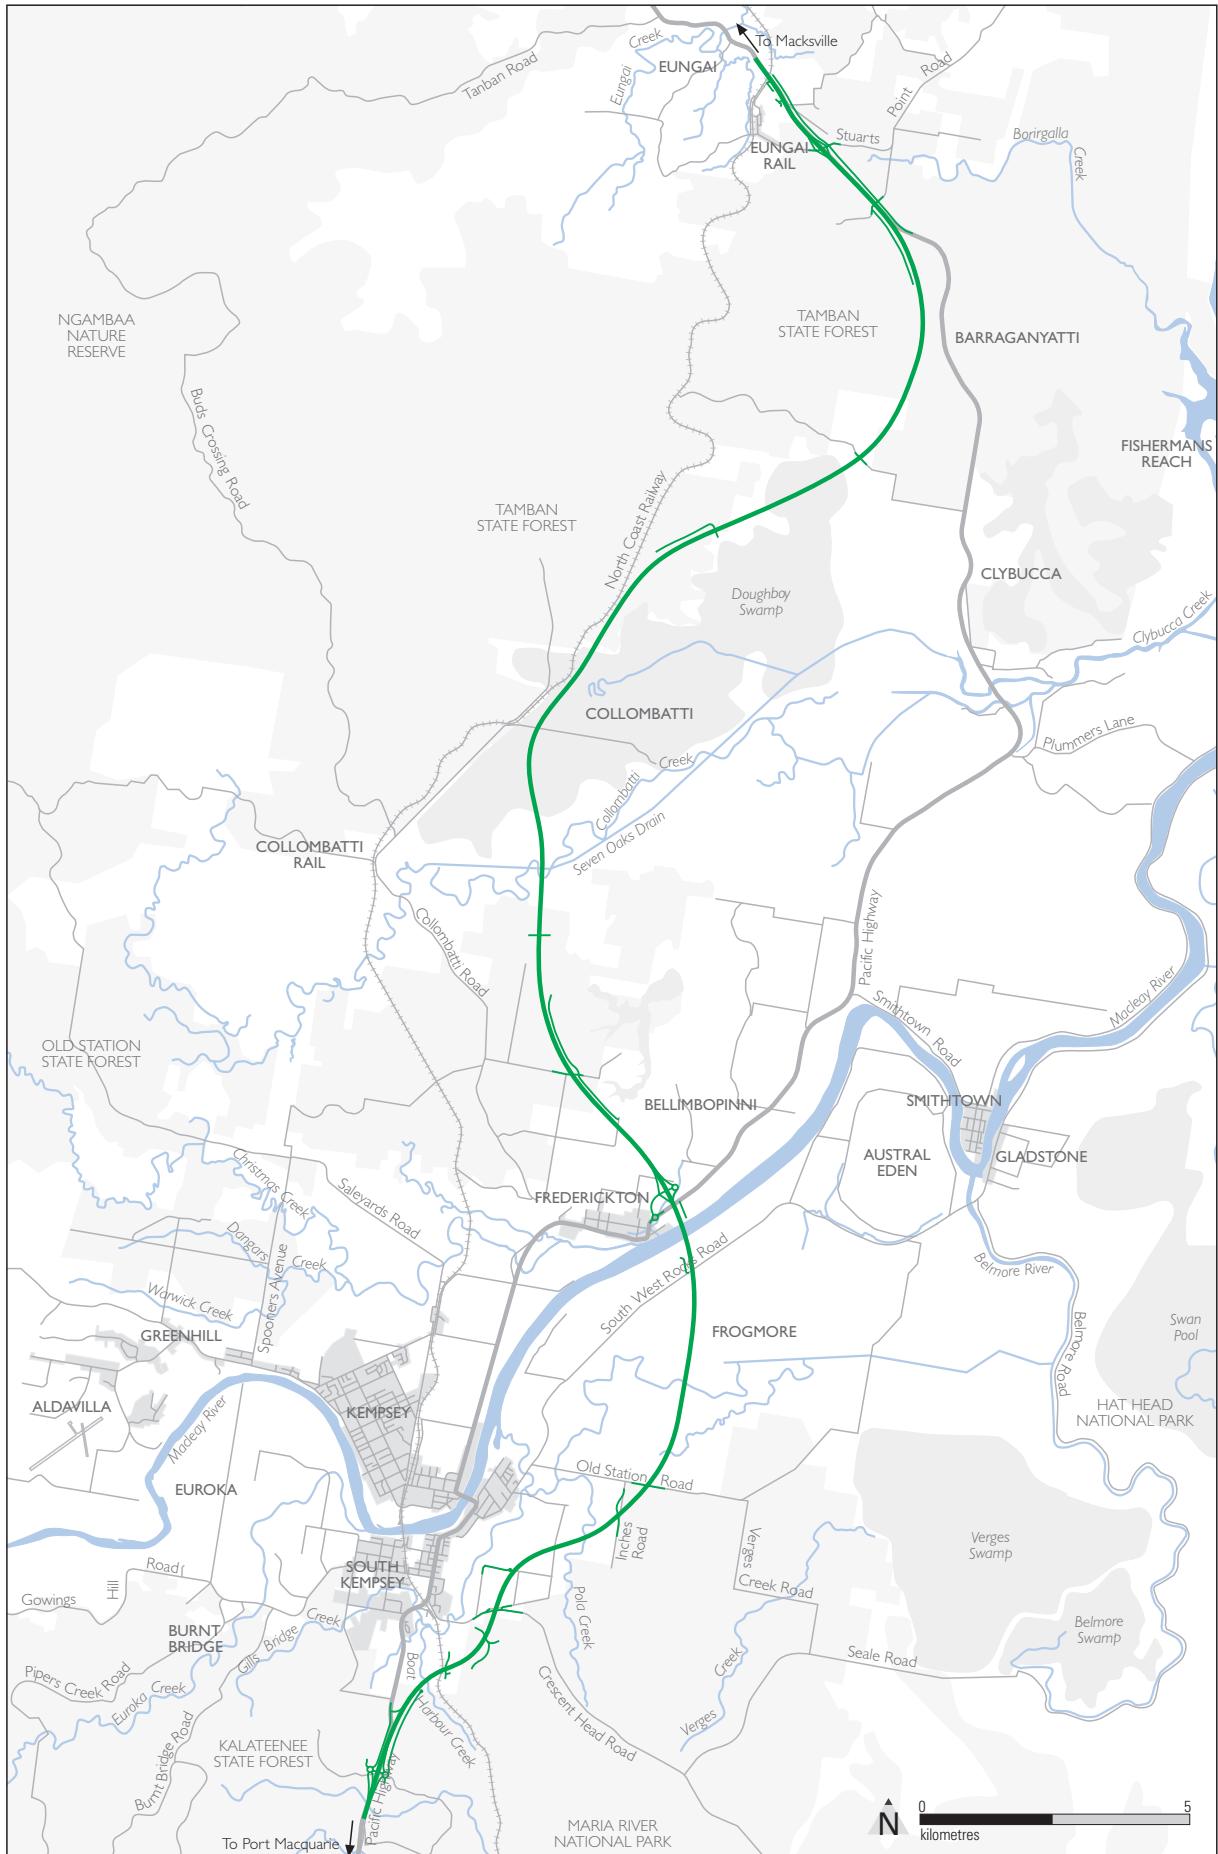 To Macksville
Creek
Road
EUNGAI
Tanban Road
Eungai
Point
Stuarts
Borirgalla
Creek
EUNGAI
RAIL
NGAMBAA
NATURE
RESERVE
TAMBAN
STATE FOREST
BARRAGANYATTI
Buds Crossing Road
FISHERMANS
REACH
TAMBAN
STATE FOREST
North Coast Railway
CLYBUCCA
Doughboy
Swamp
Clybucca Creek
COLLOMBATTI
Plummers Lane
Creek
Collombatti
Seven Oaks Drain
COLLOMBATTI
RAIL
Collombatti Road
Pacific Highway
Smithtown Road
Macleay River
OLD STATION
STATE FOREST
BELLIMBOPINNI
SMITHTOWN
AUSTRAL
EDEN
GLADSTONE
Christmas Creek
Saleyards Road
FREDERICKTON
Dangars
Creek
Spooners Avenue
South West Rocks Road
Belmore River
Warwick Creek
GREENHILL
FROGMORE
Swan
Pool
Belmore Road
ALDAVILLA
KEMPSEY
HAT HEAD
NATIONAL PARK
Macleay River
EUROKA
Old Station Road
Inches
Road
Verges
Creek Road
Verges
Swamp
SOUTH
KEMPSEY
Road
Hill
Gowings
Pola Creek
Belmore
Swamp
BURNT
BRIDGE
Creek
Gills Bridge
Seale Road
Creek
Verges
Pipers Creek Road
Euroka Creek
Boat
Harbour Creek
Crescent Head Road
KALATEENEE
STATE FOREST
Burnt Bridge Road
Pacific Highway
To Port Macquarie
MARIA RIVER
NATIONAL PARK
N
0
5
kilometres